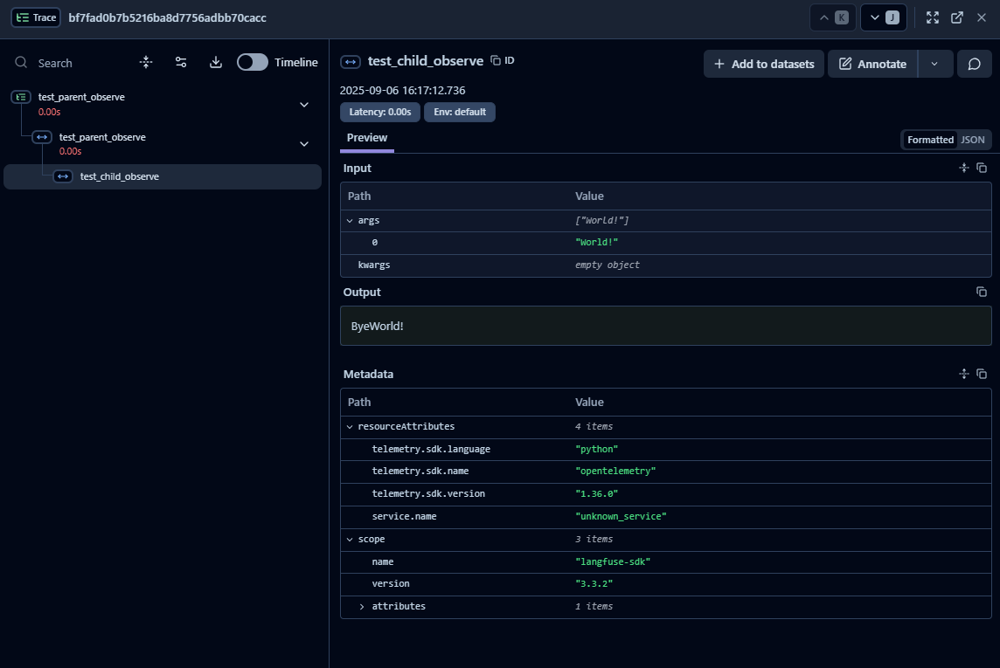 Trace bf7fad0b7b5216ba8d7756adbb70cacc K J
Search Timeline
test_parent_observe
0.00s
test_parent_observe
0.00s
test_child_observe
test_child_observe ID
Add to datasets Annotate
2025-09-06 16:17:12.736
Latency: 0.00s Env: default
Preview Formatted JSON
Input
Path Value
args ["World!"]
0 "World!"
kwargs empty object
Output
ByeWorld!
Metadata
Path Value
resourceAttributes 4 items
telemetry.sdk.language "python"
telemetry.sdk.name "opentelemetry"
telemetry.sdk.version "1.36.0"
service.name "unknown_service"
scope 3 items
name "langfuse-sdk"
version "3.3.2"
attributes 1 items